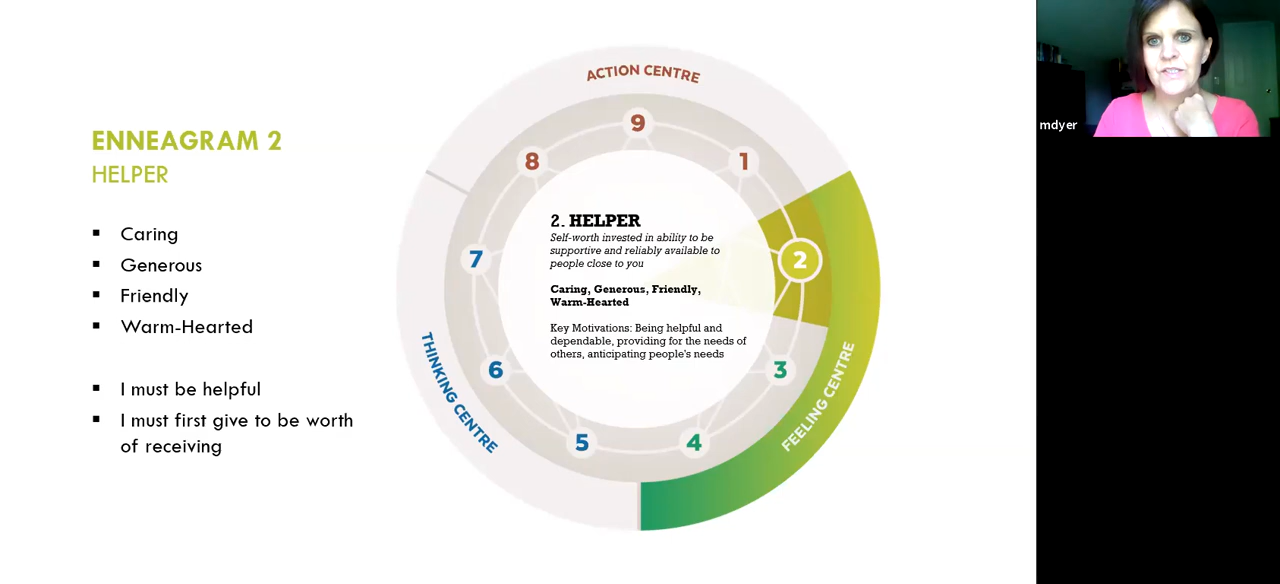 ENNEAGRAM 2
HELPER
▪ Caring
▪ Generous
▪ Friendly
▪ Warm-Hearted
▪ I must be helpful
▪ I must first give to be worth
of receiving
ACTION CENTRE
9
8
1
7
2
6
3
5
4
THINKING CENTRE
FEELING CENTRE
2. HELPER
Self-worth invested in ability to be
supportive and reliably available to
people close to you
Caring, Generous, Friendly,
Warm-Hearted
Key Motivations: Being helpful and
dependable, providing for the needs of
others, anticipating people's needs
mdyer